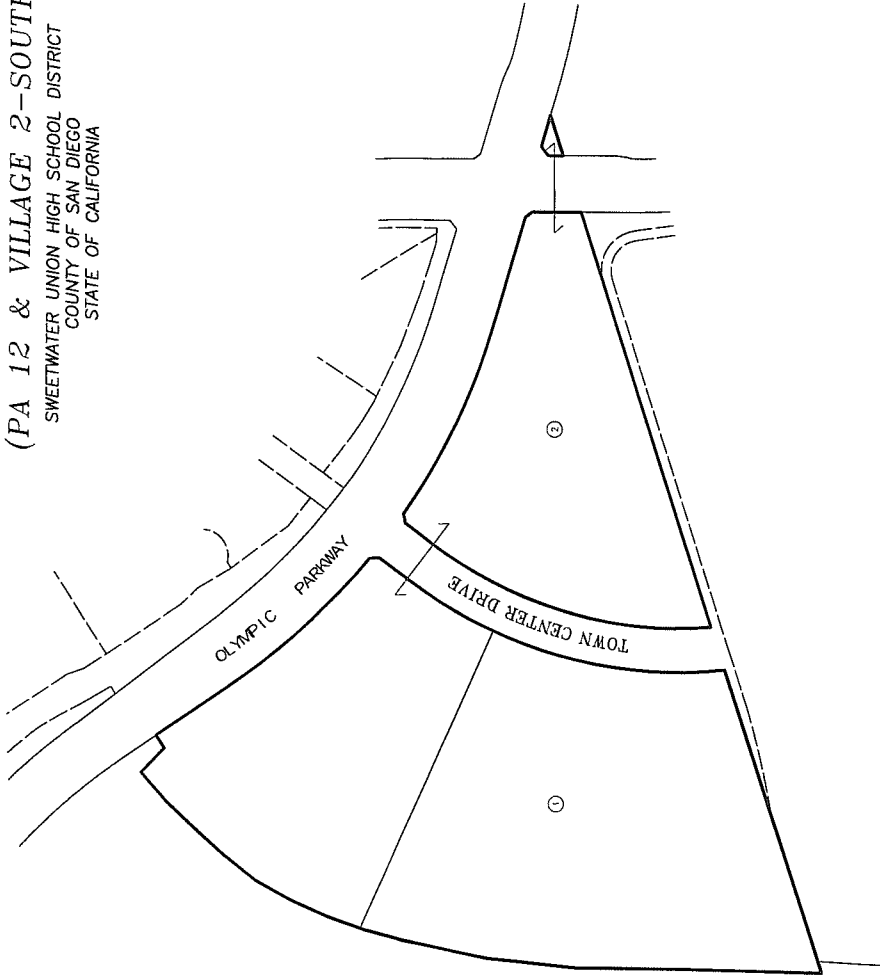 (PA 12 & VILLAGE 2-SOUTH
SWEETWATER UNION HIGH SCHOOL DISTRICT
COUNTY OF SAN DIEGO
STATE OF CALIFORNIA
OLYMPIC PARKWAY
TOWN CENTER DRIVE
2
1